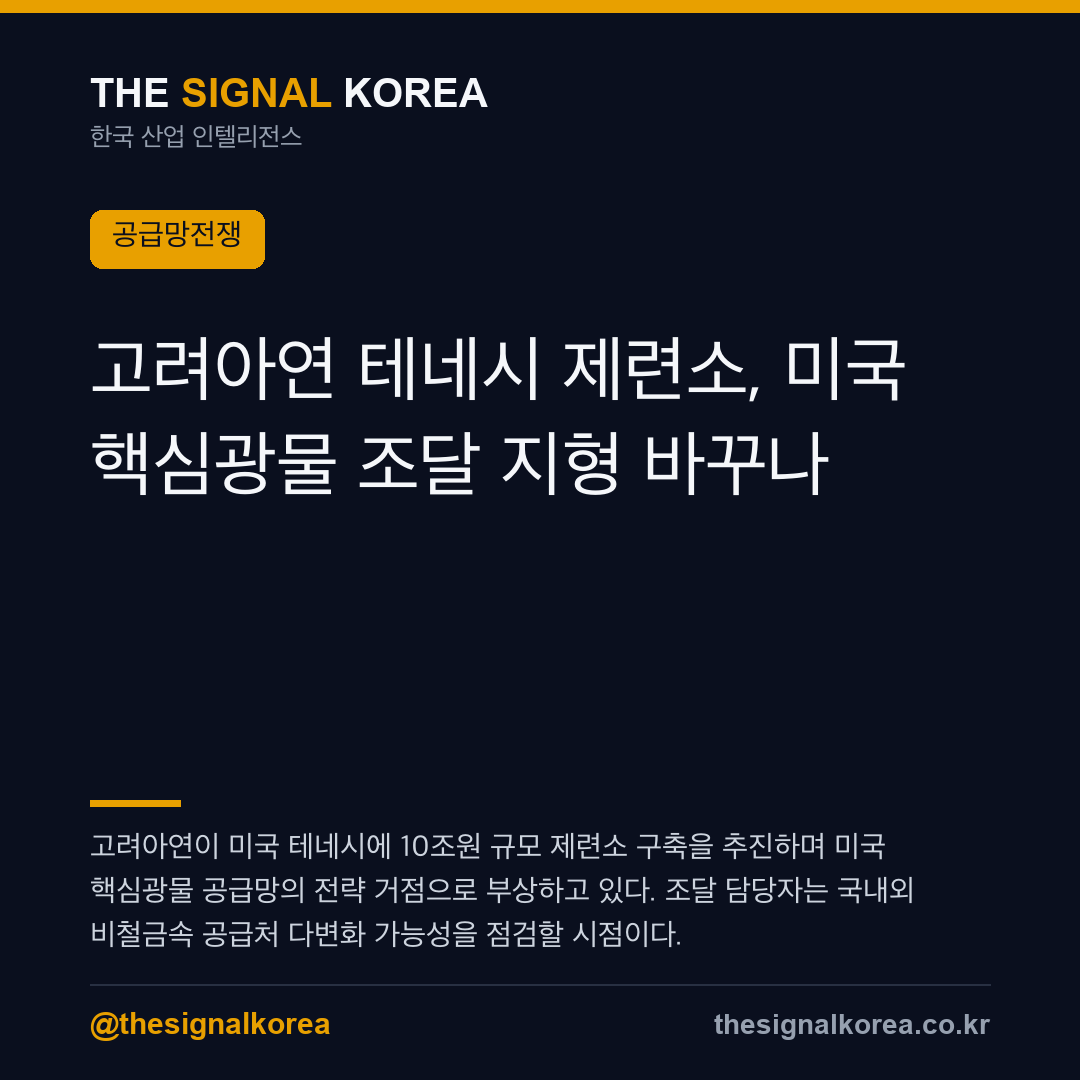 THE SIGNAL KOREA
한국 산업 인텔리전스
공급망전쟁
고려아연 테네시 제련소, 미국
핵심광물 조달 지형 바꾸나
고려아연이 미국 테네시에 10조원 규모 제련소 구축을 추진하며 미국
핵심광물 공급망의 전략 거점으로 부상하고 있다. 조달 담당자는 국내외
비철금속 공급처 다변화 가능성을 점검할 시점이다.
@thesignalkorea
thesignalkorea.co.kr